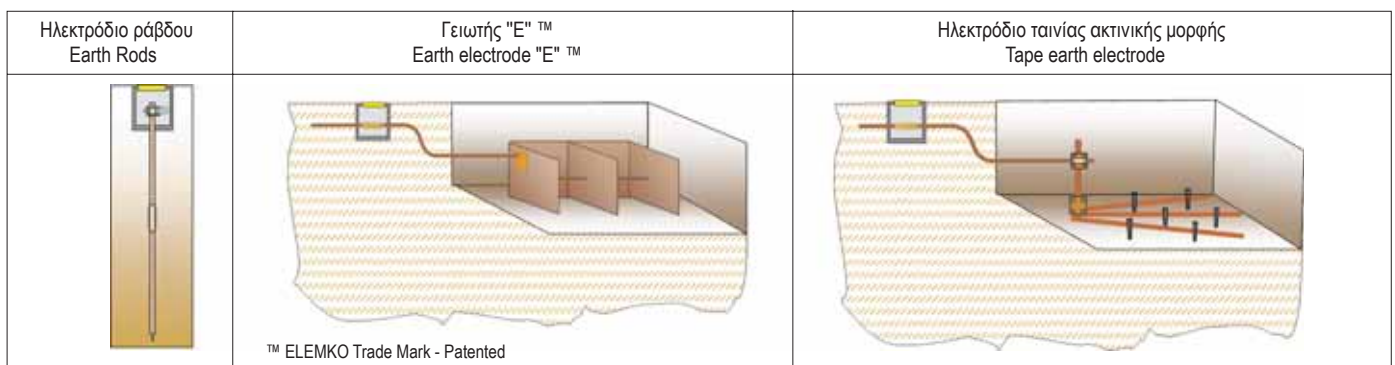 Ηλεκτρόδιο ράβδου
Earth Rods
Γειωτής "E" ™
Earth electrode "E" ™
Ηλεκτρόδιο ταινίας ακτινικής μορφής
Tape earth electrode
™ ELEMKO Trade Mark - Patented